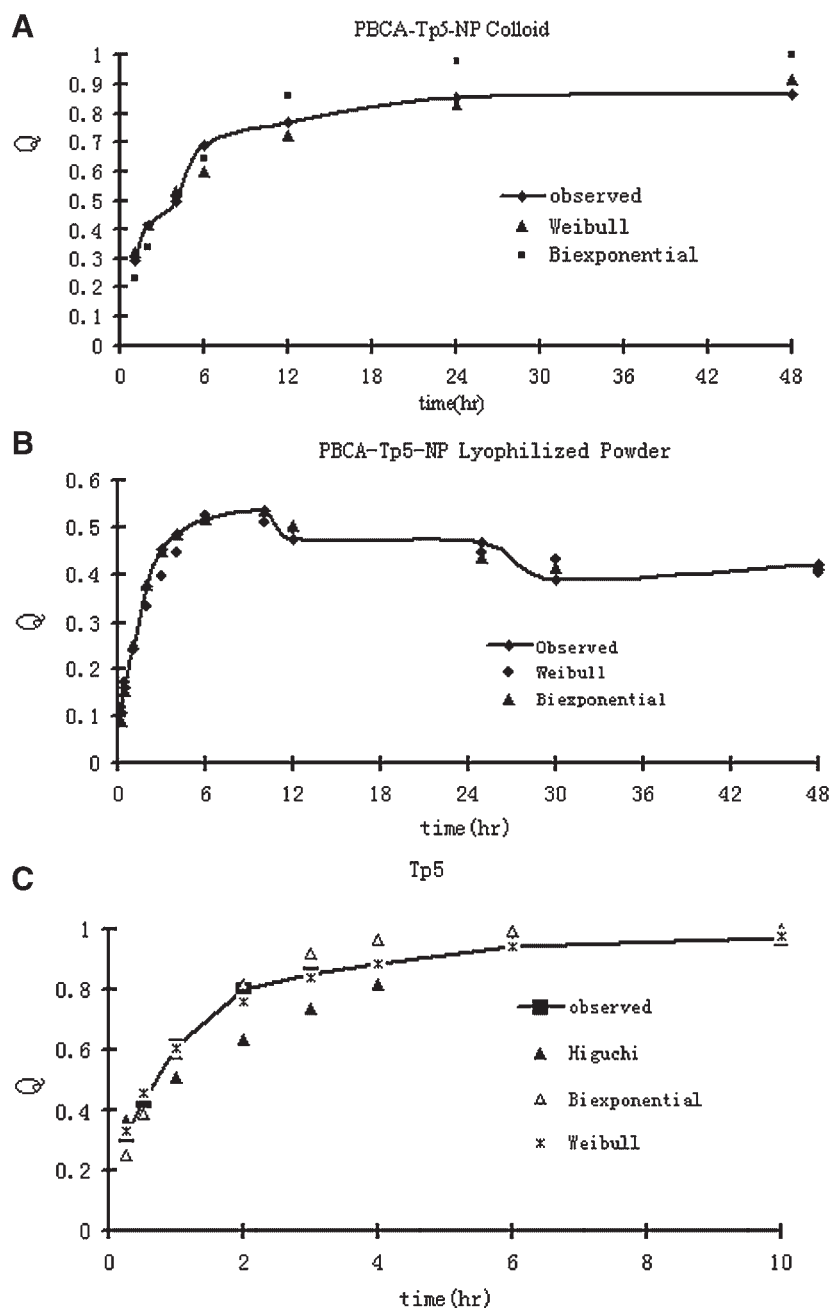 A
PBCA-Tp5-NP Colloid
1
0.9
0.8
0.7
0.6
0.5
0.4
0.3
0.2
0.1
0
Q
observed
Weibull
Biexponential
0 6 12 18 24 30 36 42 48
time(hr)
B
PBCA-Tp5-NP Lyophilized Powder
0.6
0.5
0.4
0.3
0.2
0.1
0
Q
Observed
Weibull
Biexponential
0 6 12 18 24 30 36 42 48
time(hr)
C
Tp5
1
0.8
0.6
0.4
0.2
0
Q
observed
Higuchi
Biexponential
Weibull
0 2 4 6 8 10
time(hr)